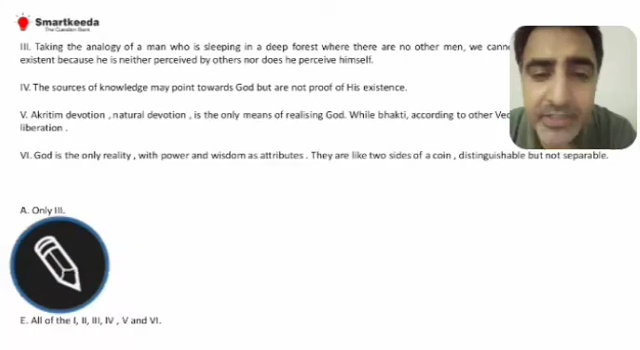 Smartkeeda
The Question Bank
III. Taking the analogy of a man who is sleeping in a deep forest where there are no other men, we
existent because he is neither perceived by others nor does he perceive himself.
IV. The sources of knowledge may point towards God but are not proof of His existence.
V. Akritim devotion , natural devotion , is the only means of realising God. While bhakti, according to other
liberation .
VI. God is the only reality , with power and wisdom as attributes . They are like two sides of a coin , distinguishable but not separable.
A. Only III.
E. All of the I, II, III, IV , V and VI.